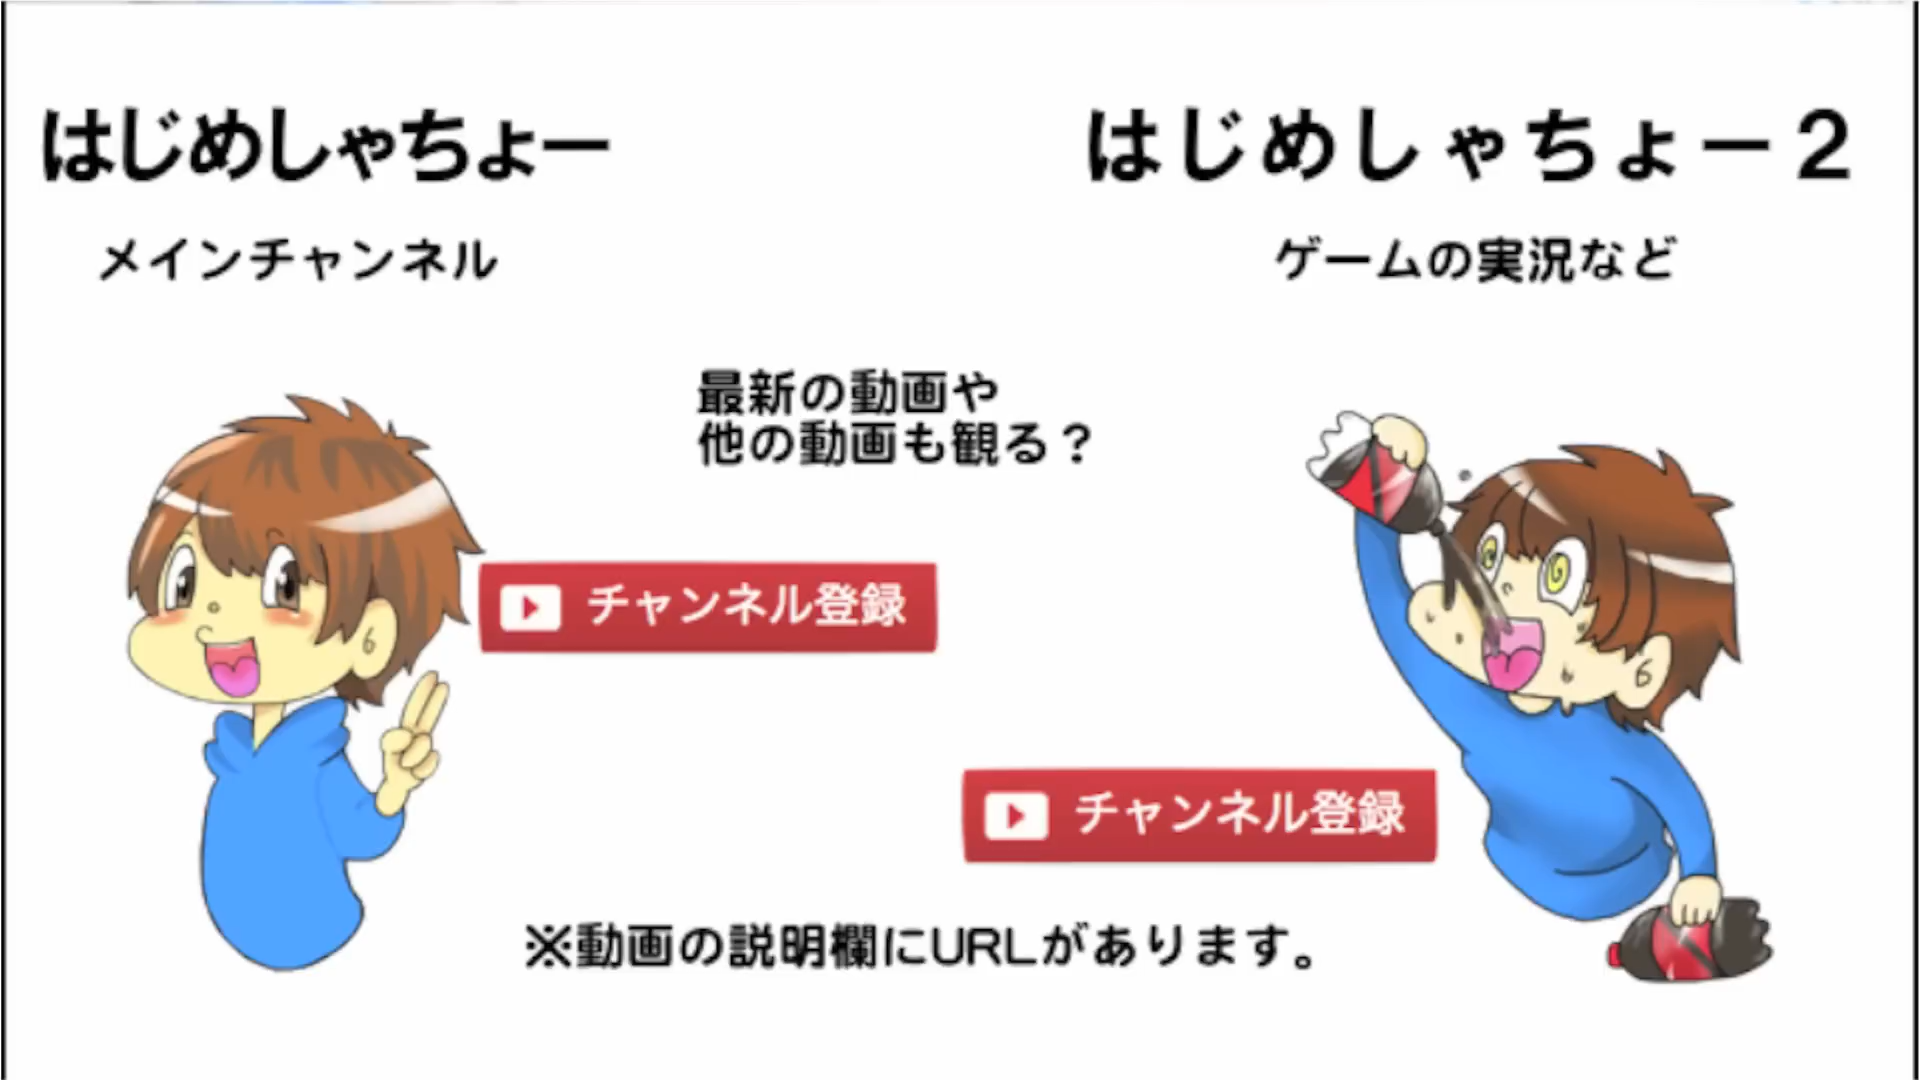 はじめしゃちょー
はじめしゃちょー２
メインチャンネル
ゲームの実況など
最新の動画や
他の動画も観る？
チャンネル登録
チャンネル登録
※動画の説明欄にURLがあります。